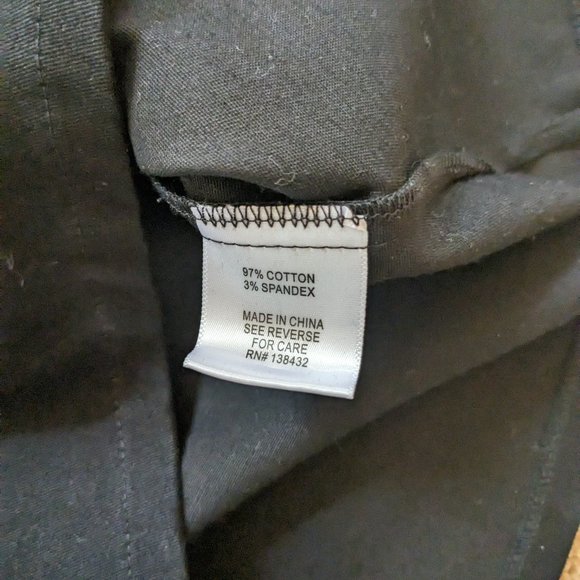 97% COTTON
3% SPANDEX
MADE IN CHINA
SEE REVERSE
FOR CARE
RN# 138432